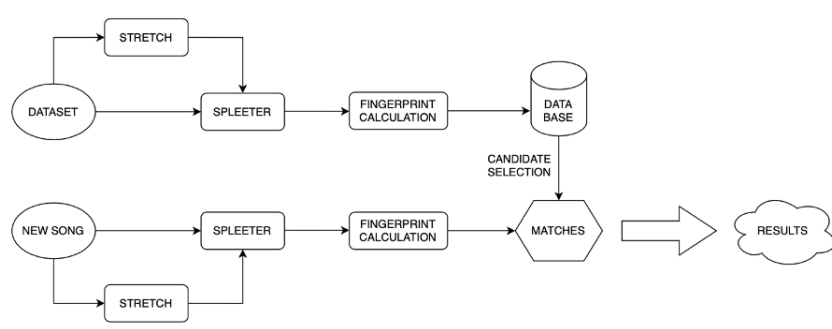 STRETCH
DATASET
SPLEETER
FINGERPRINT
CALCULATION
DATA
BASE
CANDIDATE
SELECTION
NEW SONG
SPLEETER
FINGERPRINT
CALCULATION
MATCHES
RESULTS
STRETCH